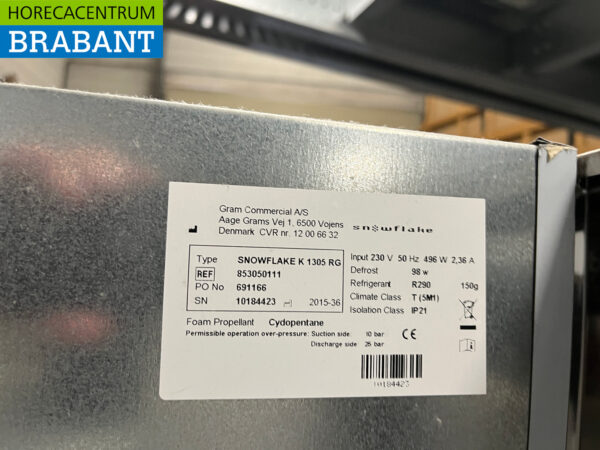 HORECACENTRUM
BRABANT
Gram Commercial A/S
Aage Grams Vej 1, 6500 Vojens
Denmark CVR nr. 12 00 66 32
snowflake
Type SNOWFLAKE K 1305 RG
REF 853050111
PO No 691166
SN 10184423 2015-36
Input 230 V 50 Hz 496 W 2,36 A
Defrost 98 w
Refrigerant R290 150g
Climate Class T (5M1)
Isolation Class IP21
Foam Propellant Cydopentane
Permissible operation over-pressure: Suction side 10 bar CE
Discharge side 25 bar
10184423